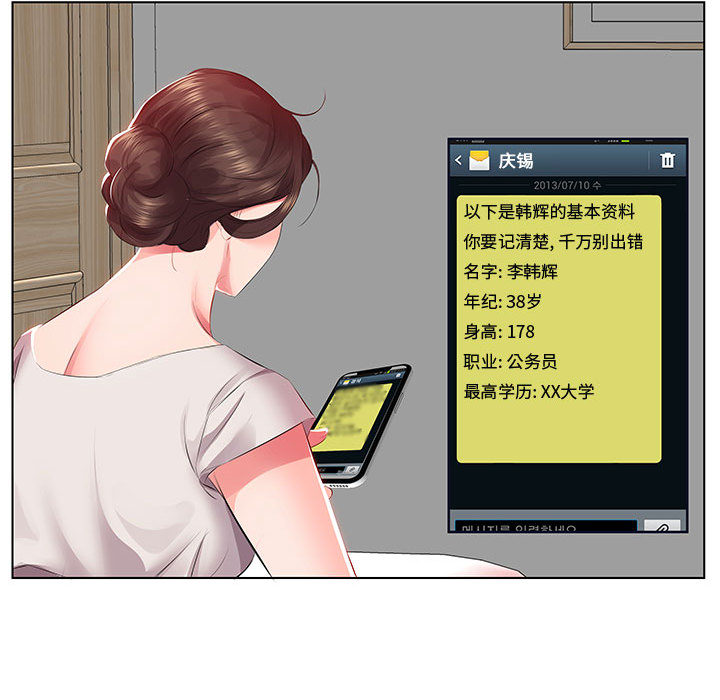 庆锡
2013/07/10 수
以下是韩辉的基本资料
你要记清楚, 千万别出错
名字: 李韩辉
年纪: 38岁
身高: 178
职业: 公务员
最高学历: XX大学
메시지를 입력하세요